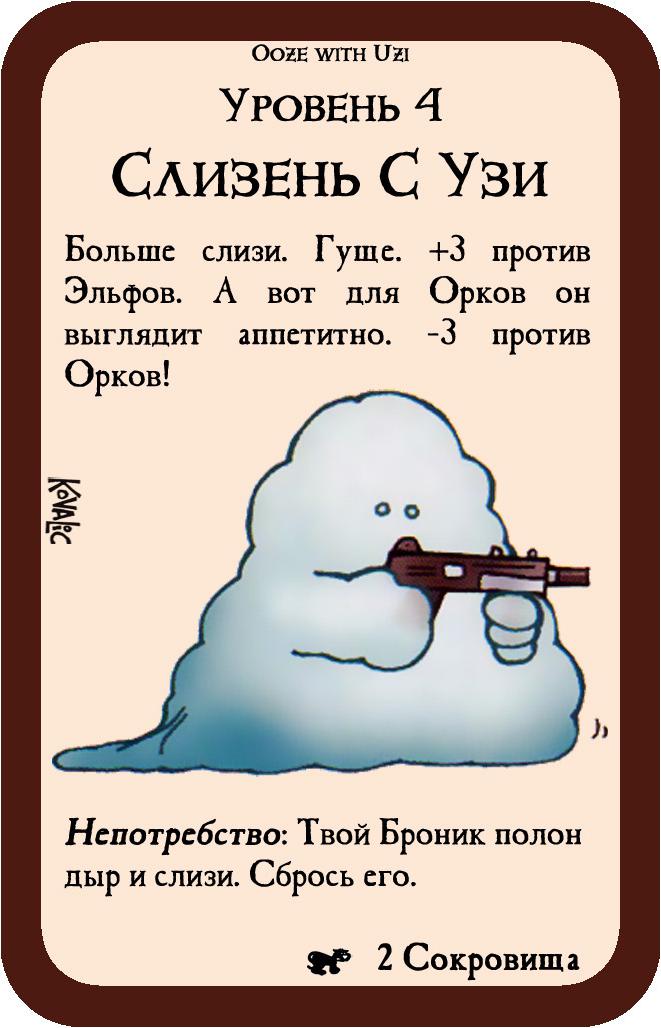 Ooze with Uzi
Уровень 4
Слизень С Узи
Больше слизи. Гуще. +3 против
Эльфов. А вот для Орков он
выглядит аппетитно. -3 против
Орков!
Kovalic
Непотребство: Твой Броник полон
дыр и слизи. Сбрось его.
2 Сокровища